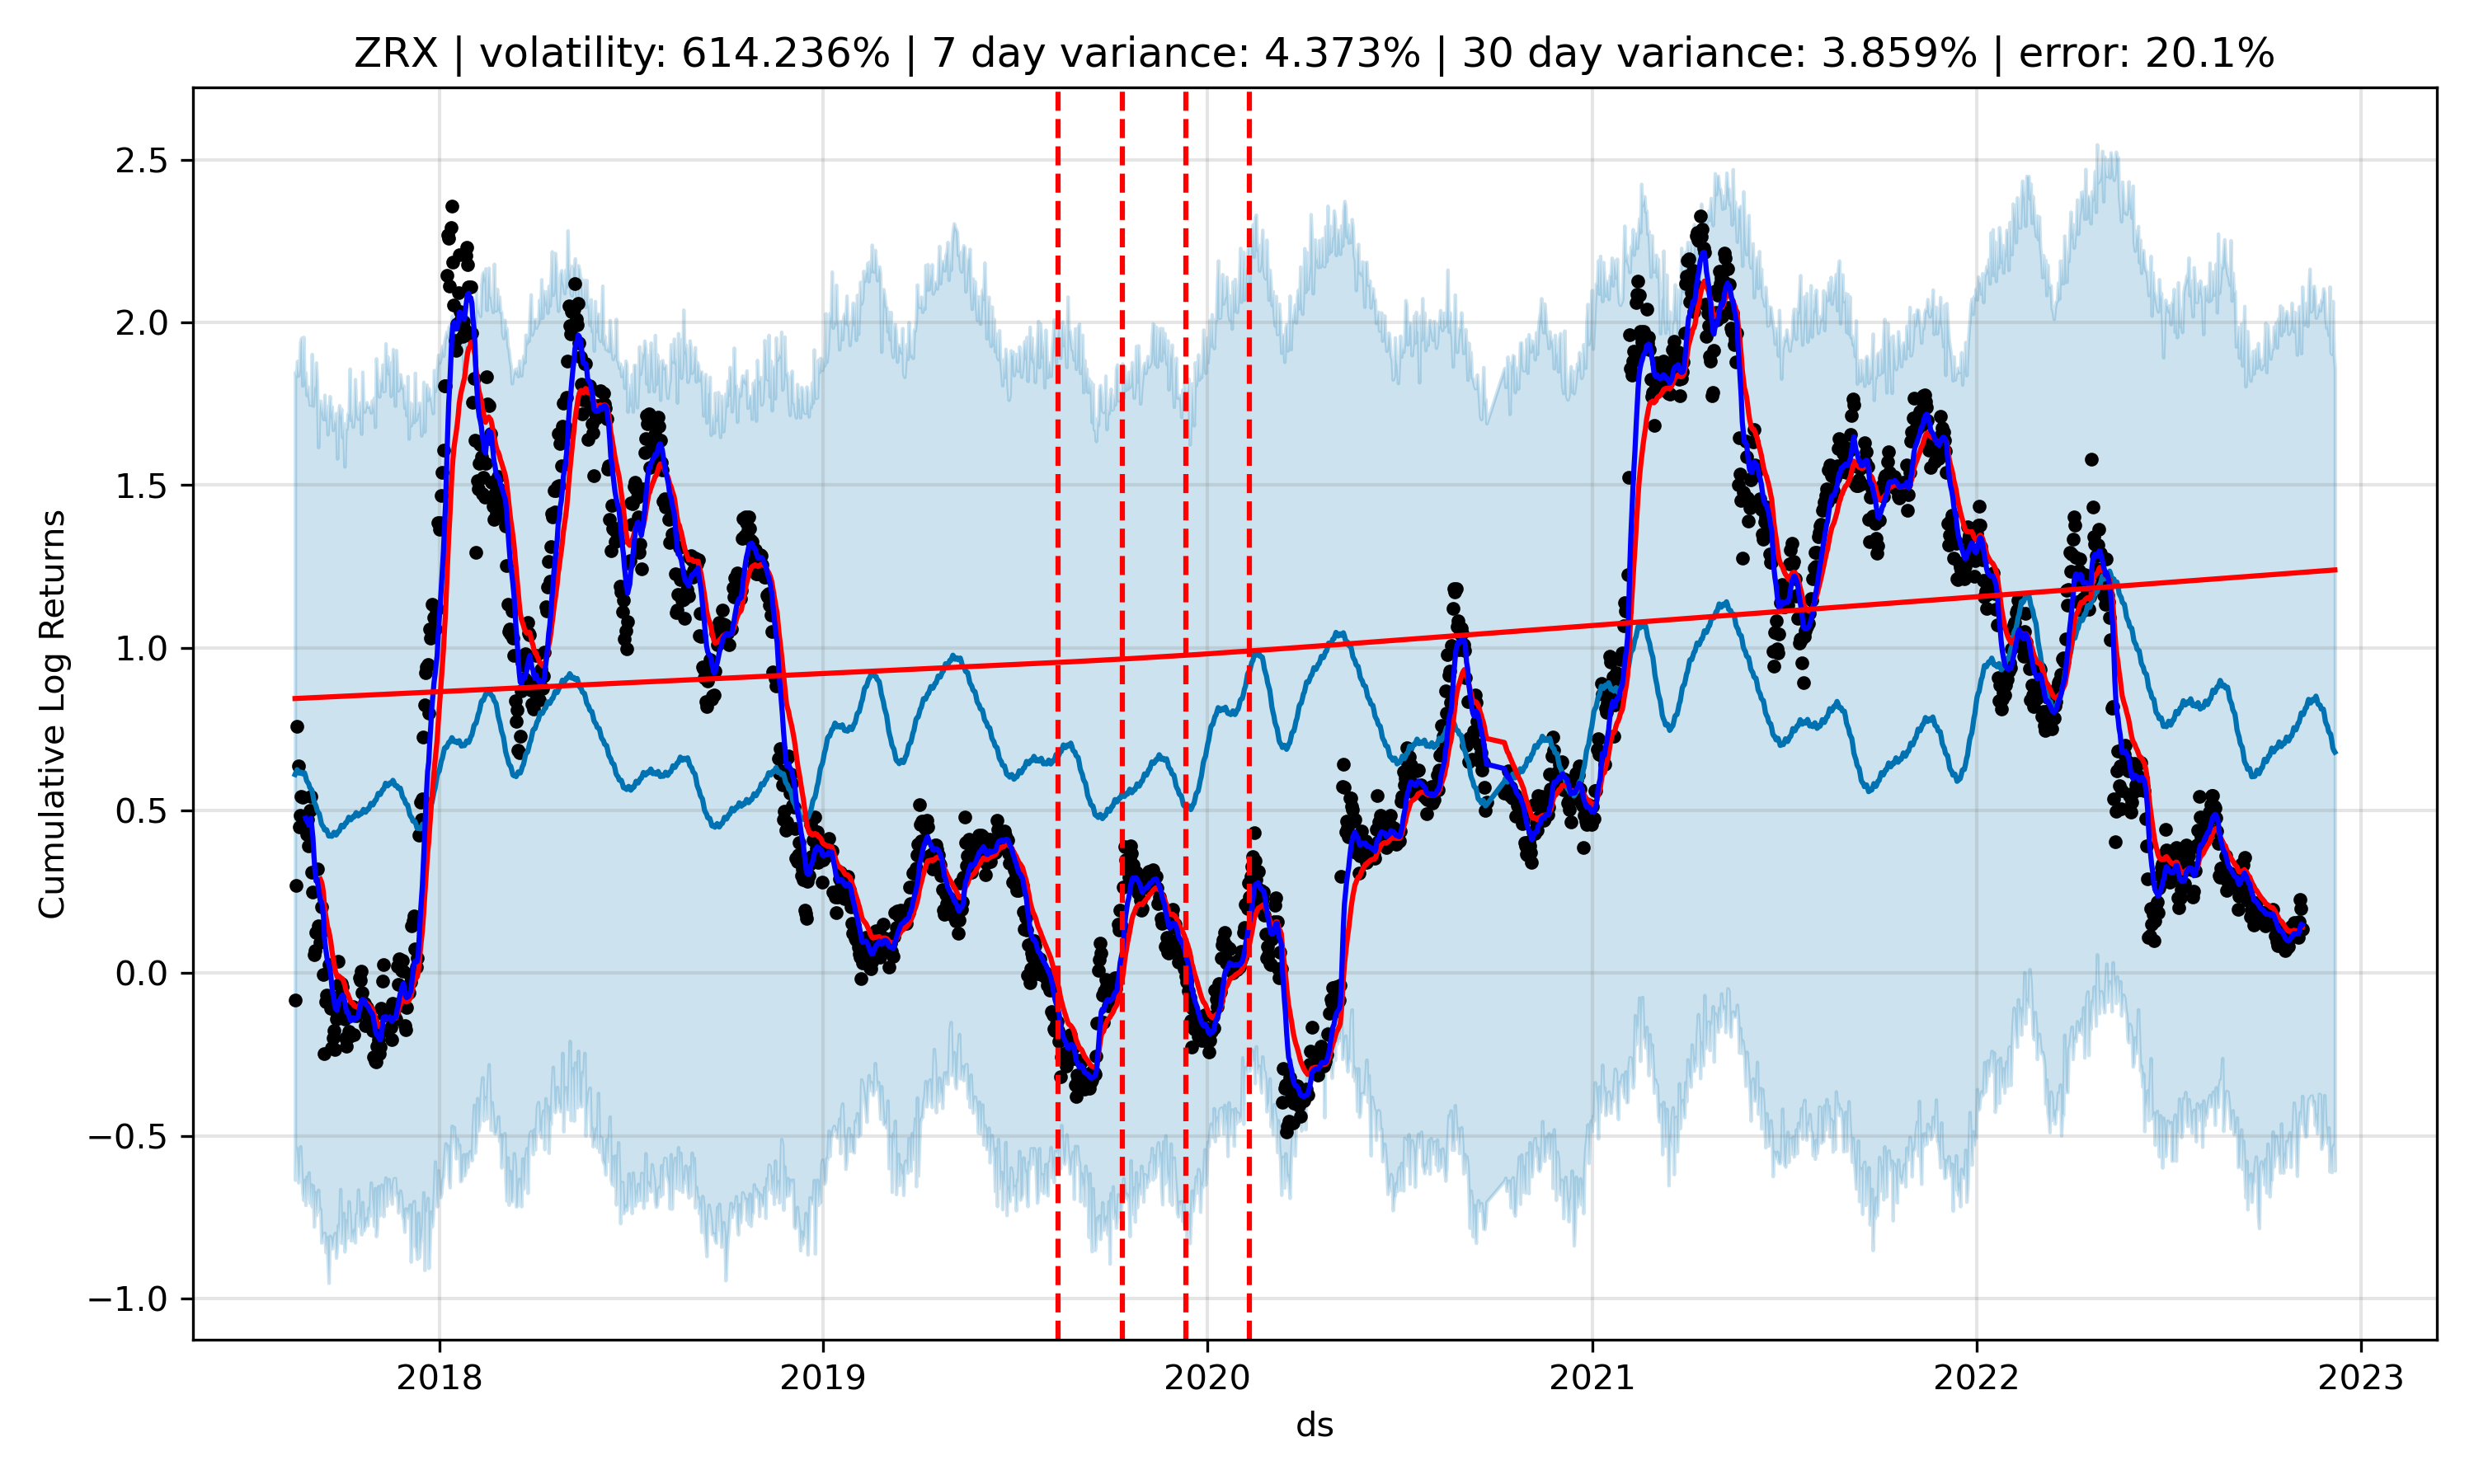 ZRX | volatility: 614.236% | 7 day variance: 4.373% | 30 day variance: 3.859% | error: 20.1%
Cumulative Log Returns
2.5
2.0
1.5
1.0
0.5
0.0
−0.5
−1.0
2018 2019 2020 2021 2022 2023
ds